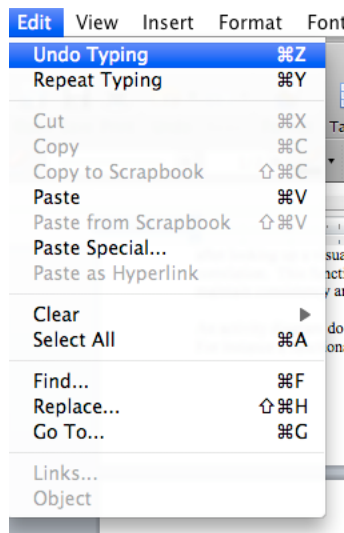 Edit View Insert Format Font
Undo Typing ⌘Z
Repeat Typing ⌘Y
Cut ⌘X
Copy ⌘C
Copy to Scrapbook ⇧⌘C
Paste ⌘V
Paste from Scrapbook ⇧⌘V
Paste Special...
Paste as Hyperlink
Clear ▶
Select All ⌘A
Find... ⌘F
Replace... ⇧⌘H
Go To... ⌘G
Links...
Object